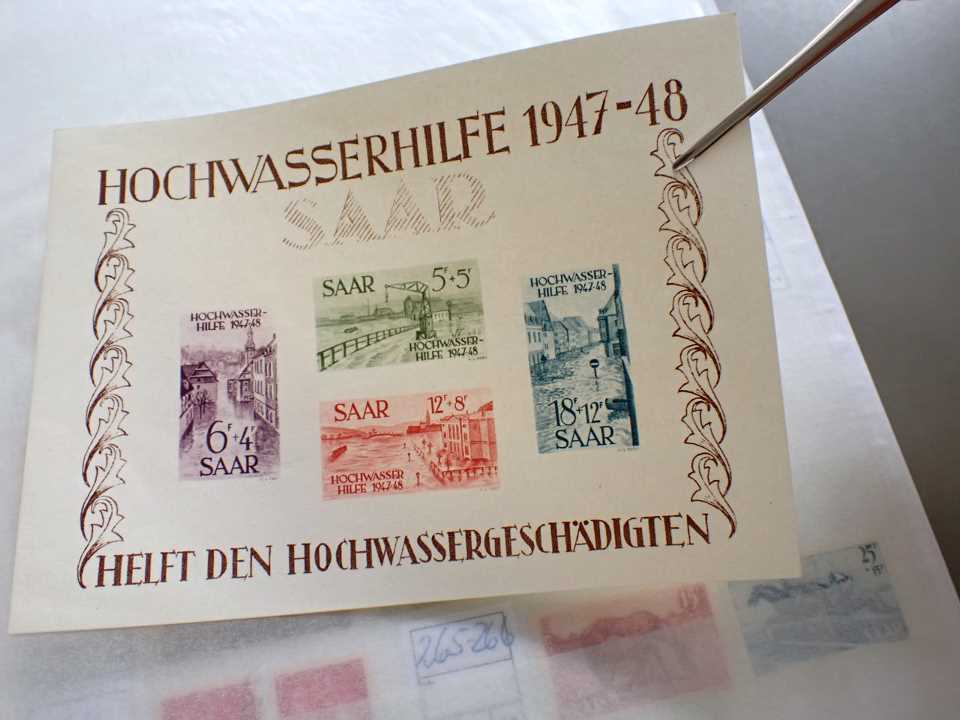 HOCHWASSERHILFE 1947-48
SAAR
HOCHWASSER-
HILFE 1947-48
6F+4F
SAAR
SAAR 5F+5F
HOCHWASSER-
HILFE 1947-48
SAAR 12F+8F
HOCHWASSER
HILFE 1947-48
HOCHWASSER-
HILFE 1947-48
18F+12F
SAAR
HELFT DEN HOCHWASSERGESCHÄDIGTEN
265-266
25F